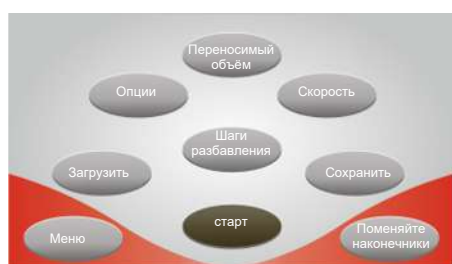 Переносимый
объём
Опции
Скорость
Шаги
разбавления
Загрузить
Сохранить
Меню
старт
Поменяйте
наконечники